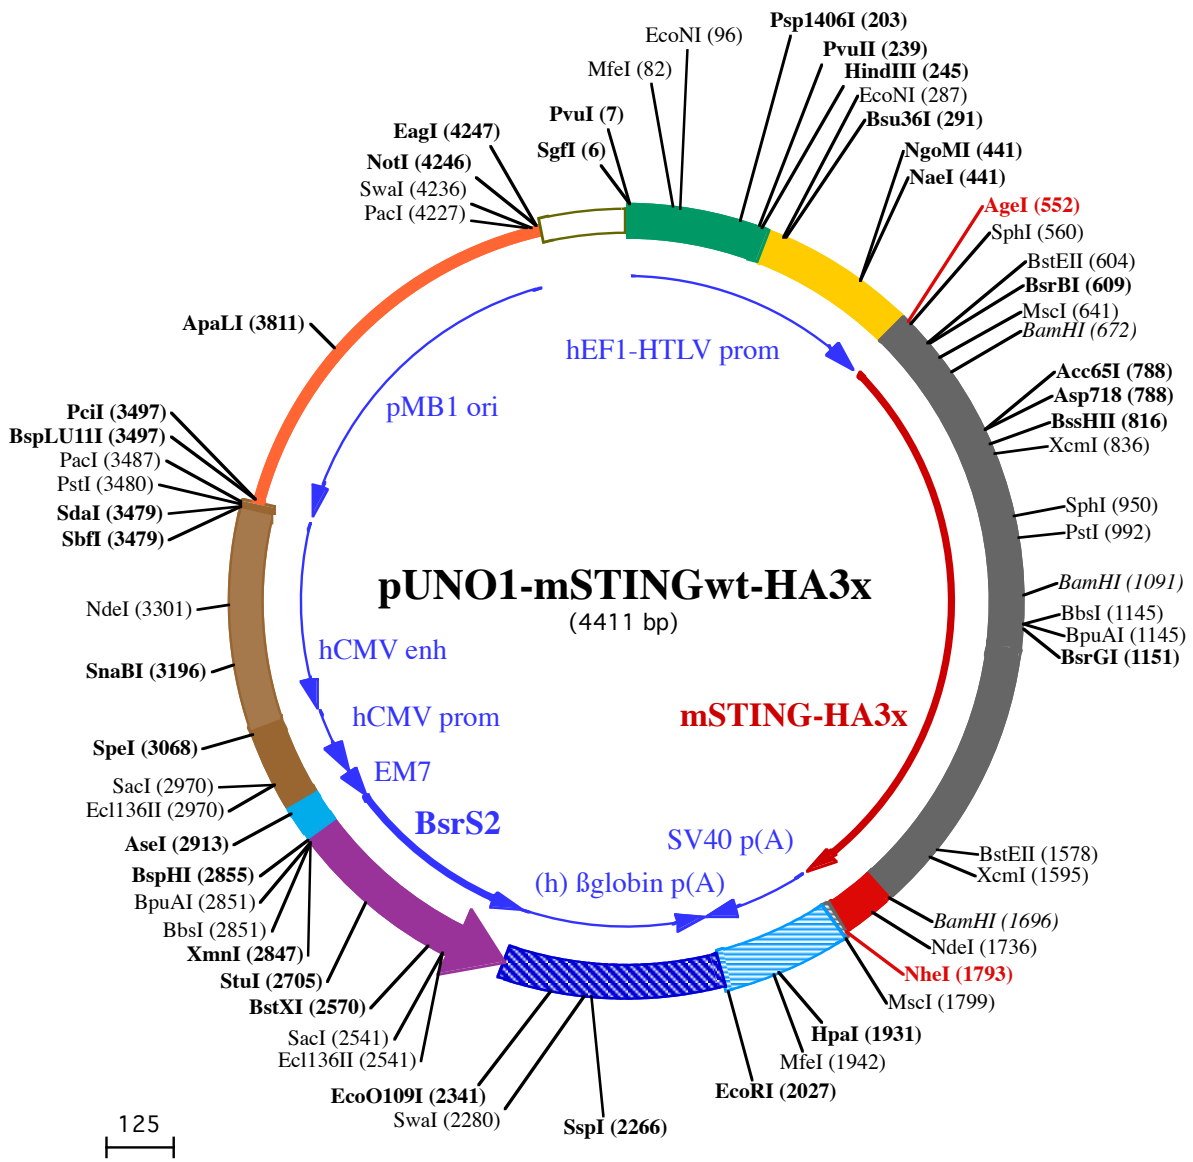 EcoNI (96)
MfeI (82)
PvuI (7)
SgfI (6)
Psp1406I (203)
PvuII (239)
HindIII (245)
EcoNI (287)
Bsu36I (291)
NgoMI (441)
NaeI (441)
AgeI (552)
SphI (560)
BstEII (604)
BsrBI (609)
MscI (641)
BamHI (672)
Acc65I (788)
Asp718 (788)
BssHII (816)
XcmI (836)
SphI (950)
PstI (992)
BamHI (1091)
BbsI (1145)
BpuAI (1145)
BsrGI (1151)
BstEII (1578)
XcmI (1595)
BamHI (1696)
NdeI (1736)
NheI (1793)
MscI (1799)
HpaI (1931)
MfeI (1942)
EcoRI (2027)
SspI (2266)
SwaI (2280)
EcoO109I (2341)
Ecl136II (2541)
SacI (2541)
BstXI (2570)
StuI (2705)
XmnI (2847)
BbsI (2851)
BpuAI (2851)
BspHI (2855)
AseI (2913)
Ecl136II (2970)
SacI (2970)
SpeI (3068)
SnaBI (3196)
NdeI (3301)
SbfI (3479)
SdaI (3479)
PstI (3480)
PacI (3487)
BspLU11I (3497)
PciI (3497)
ApaLI (3811)
PacI (4227)
SwaI (4236)
NotI (4246)
EagI (4247)
hEF1-HTLV prom
pMB1 ori
pUNO1-mSTINGwt-HA3x
(4411 bp)
hCMV enh
hCMV prom
mSTING-HA3x
EM7
BsrS2
SV40 p(A)
(h) ßglobin p(A)
125